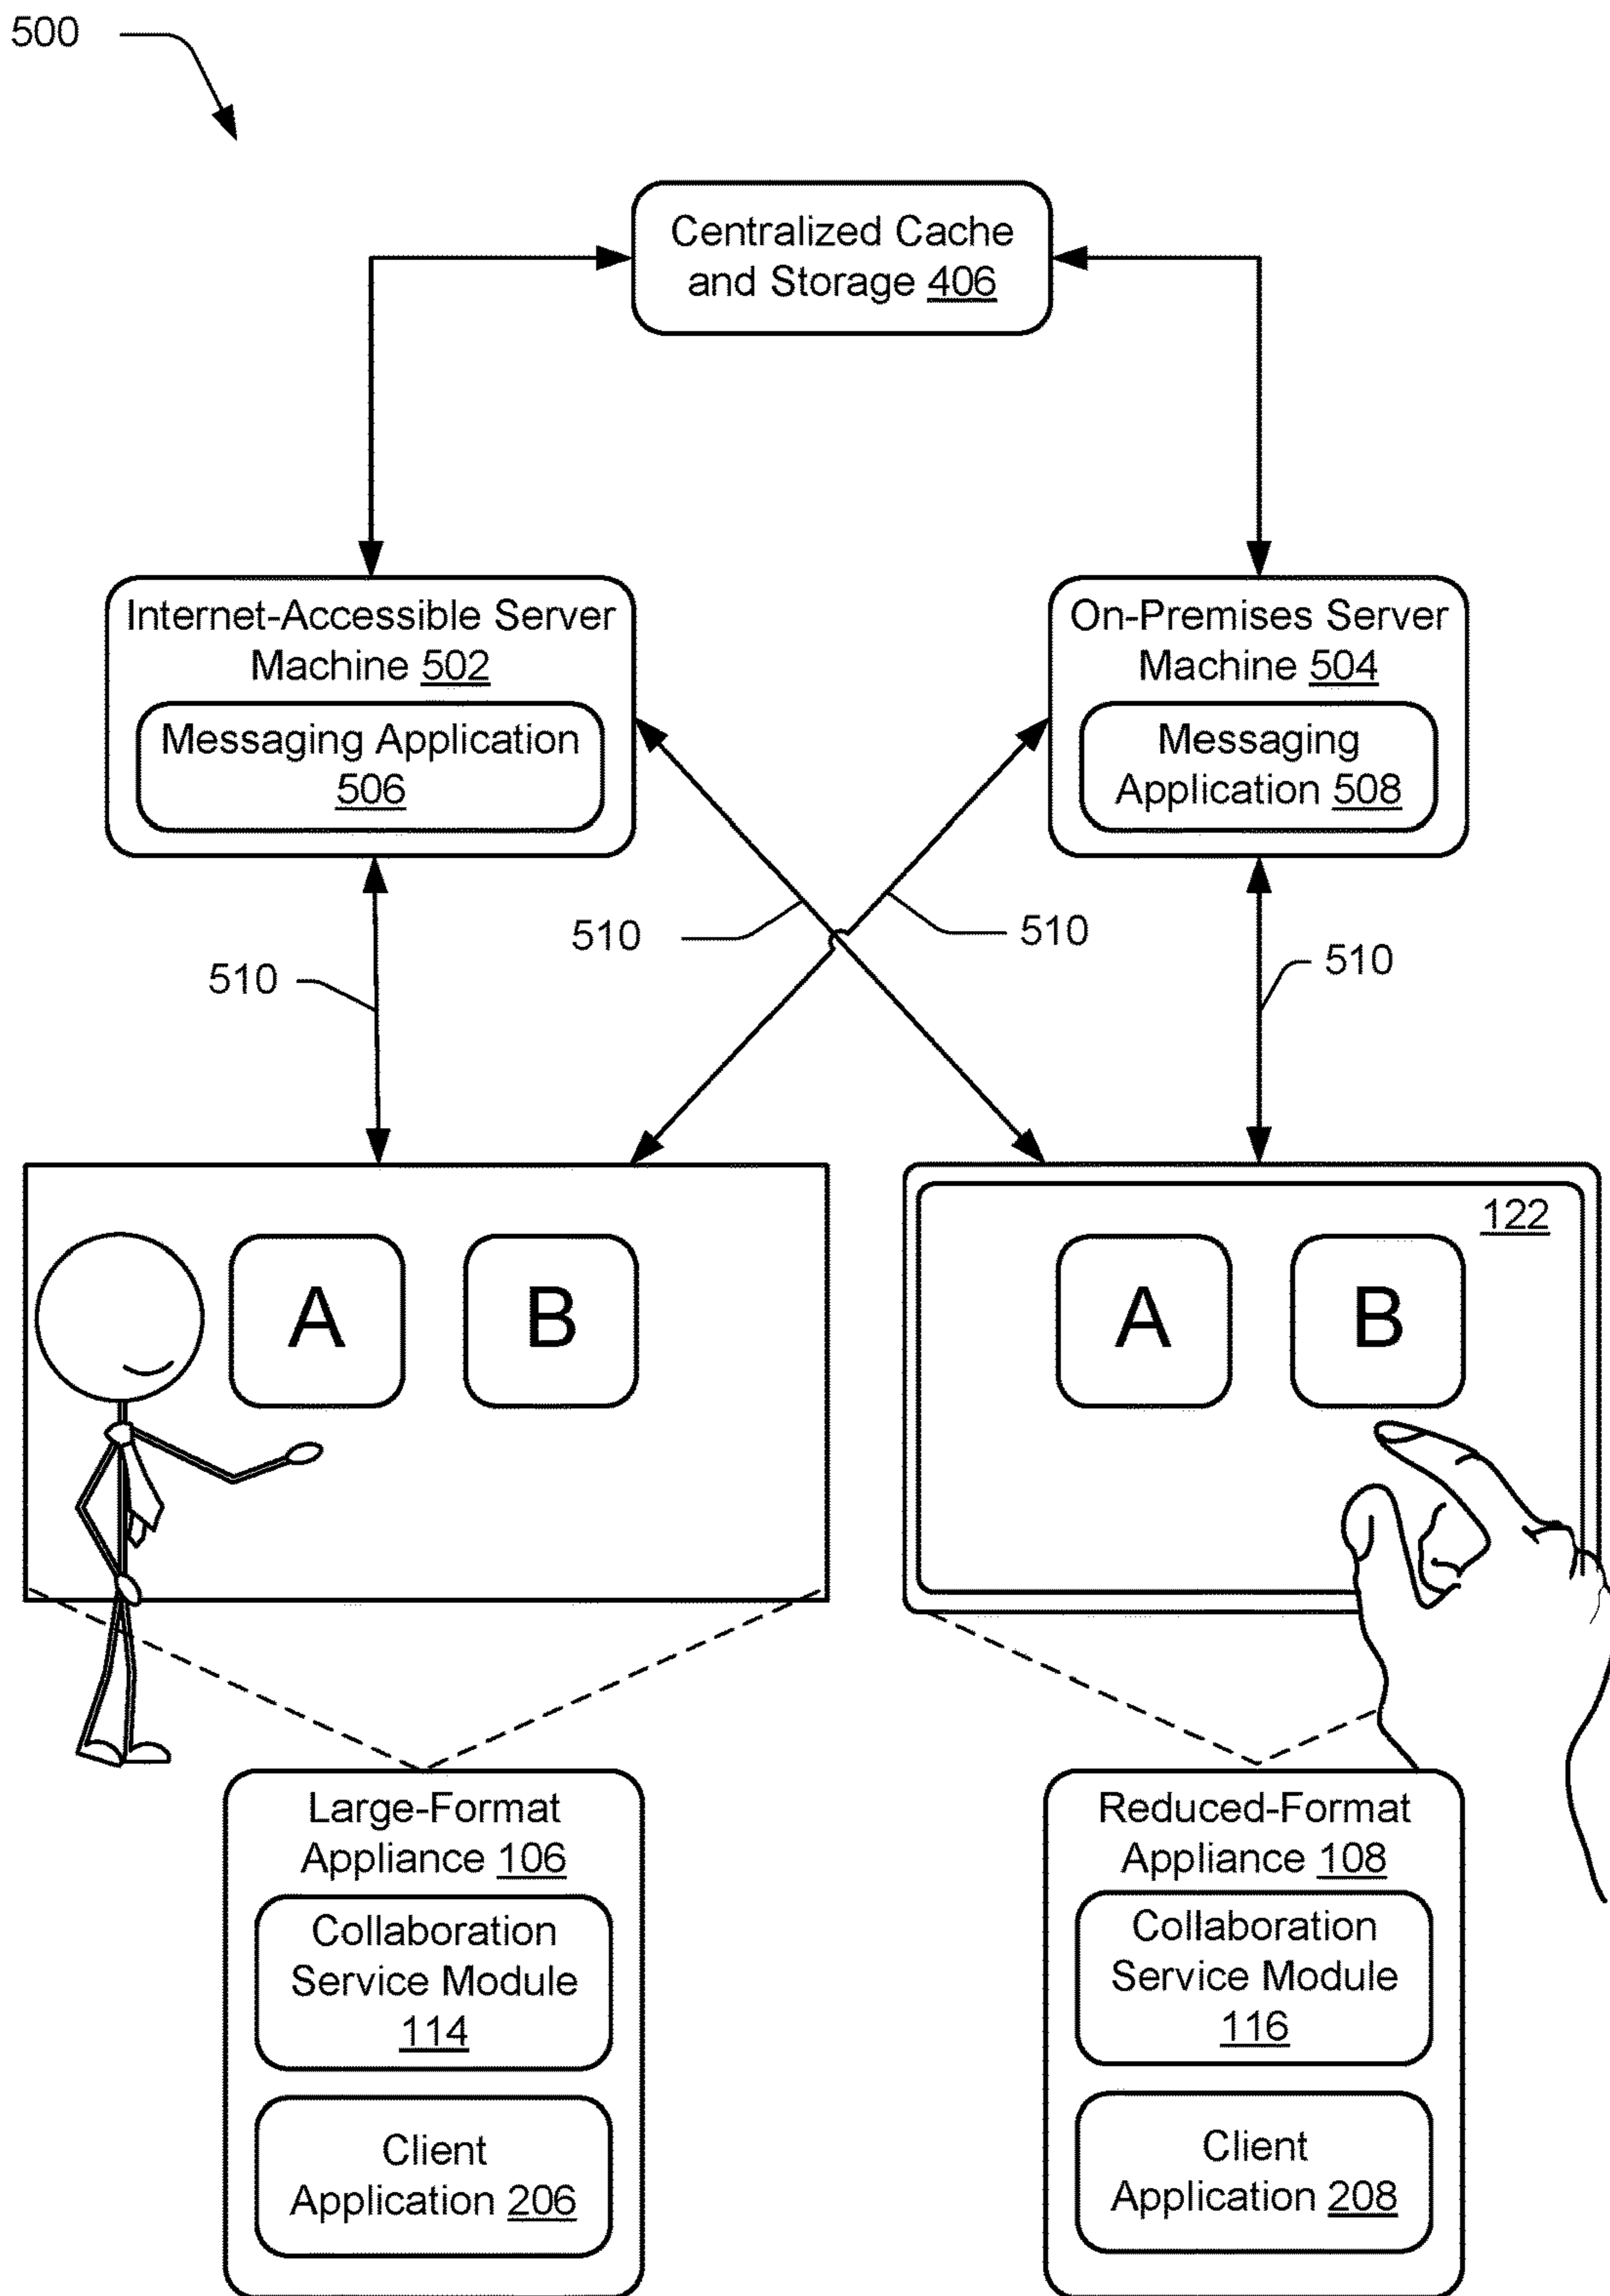 500
Centralized Cache
and Storage 406
Internet-Accessible Server
Machine 502
Messaging Application
506
On-Premises Server
Machine 504
Messaging
Application 508
510
510
510
510
A
B
122
A
B
Large-Format
Appliance 106
Collaboration
Service Module
114
Client
Application 206
Reduced-Format
Appliance 108
Collaboration
Service Module
116
Client
Application 208